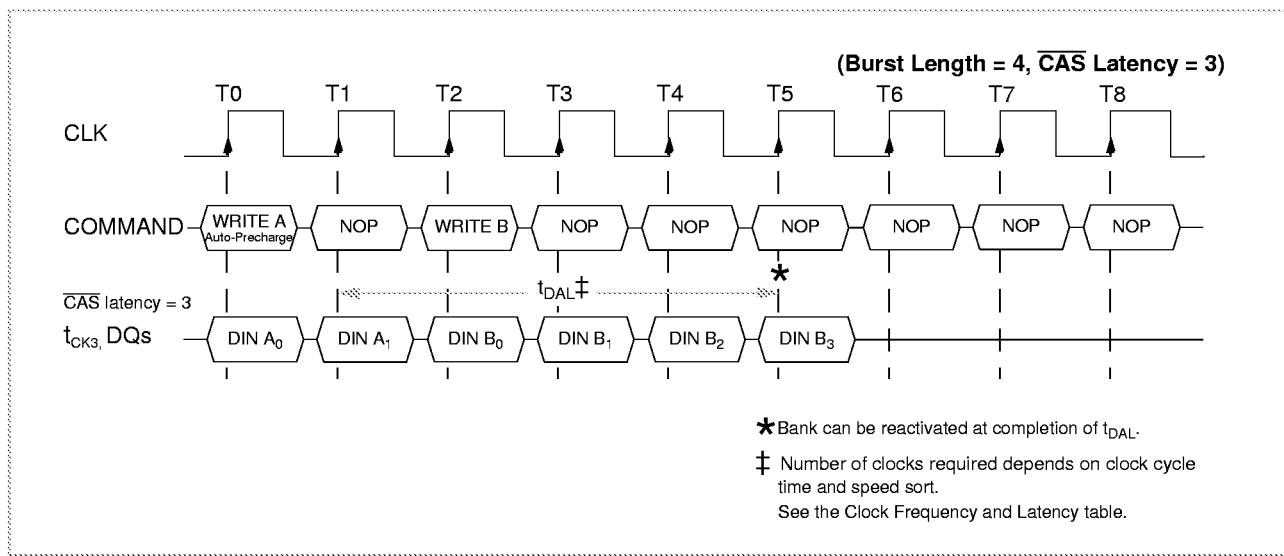 (Burst Length = 4, CAS Latency = 3)
T0 T1 T2 T3 T4 T5 T6 T7 T8
CLK
COMMAND WRITE A NOP WRITE B NOP NOP NOP NOP NOP NOP
Auto-Precharge
*
CAS latency = 3 tDAL‡
tCK3, DQs DIN A0 DIN A1 DIN B0 DIN B1 DIN B2 DIN B3
* Bank can be reactivated at completion of tDAL.
‡ Number of clocks required depends on clock cycle
time and speed sort.
See the Clock Frequency and Latency table.